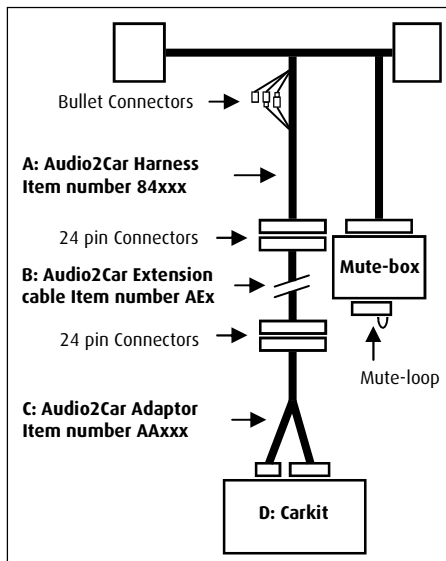 Bullet Connectors
A: Audio2Car Harness
Item number 84xxx
24 pin Connectors
Mute-box
B: Audio2Car Extension
cable Item number AEx
24 pin Connectors
Mute-loop
C: Audio2Car Adaptor
Item number AAxxx
D: Carkit